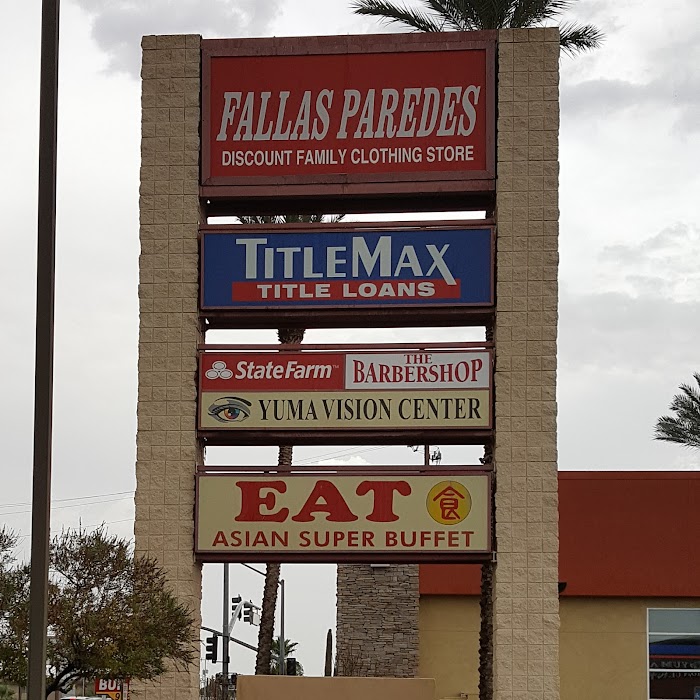 FALLAS PAREDES
DISCOUNT FAMILY CLOTHING STORE
TITLEMAX
TITLE LOANS
StateFarm™
THE
BARBERSHOP
YUMA VISION CENTER
EAT 食
ASIAN SUPER BUFFET